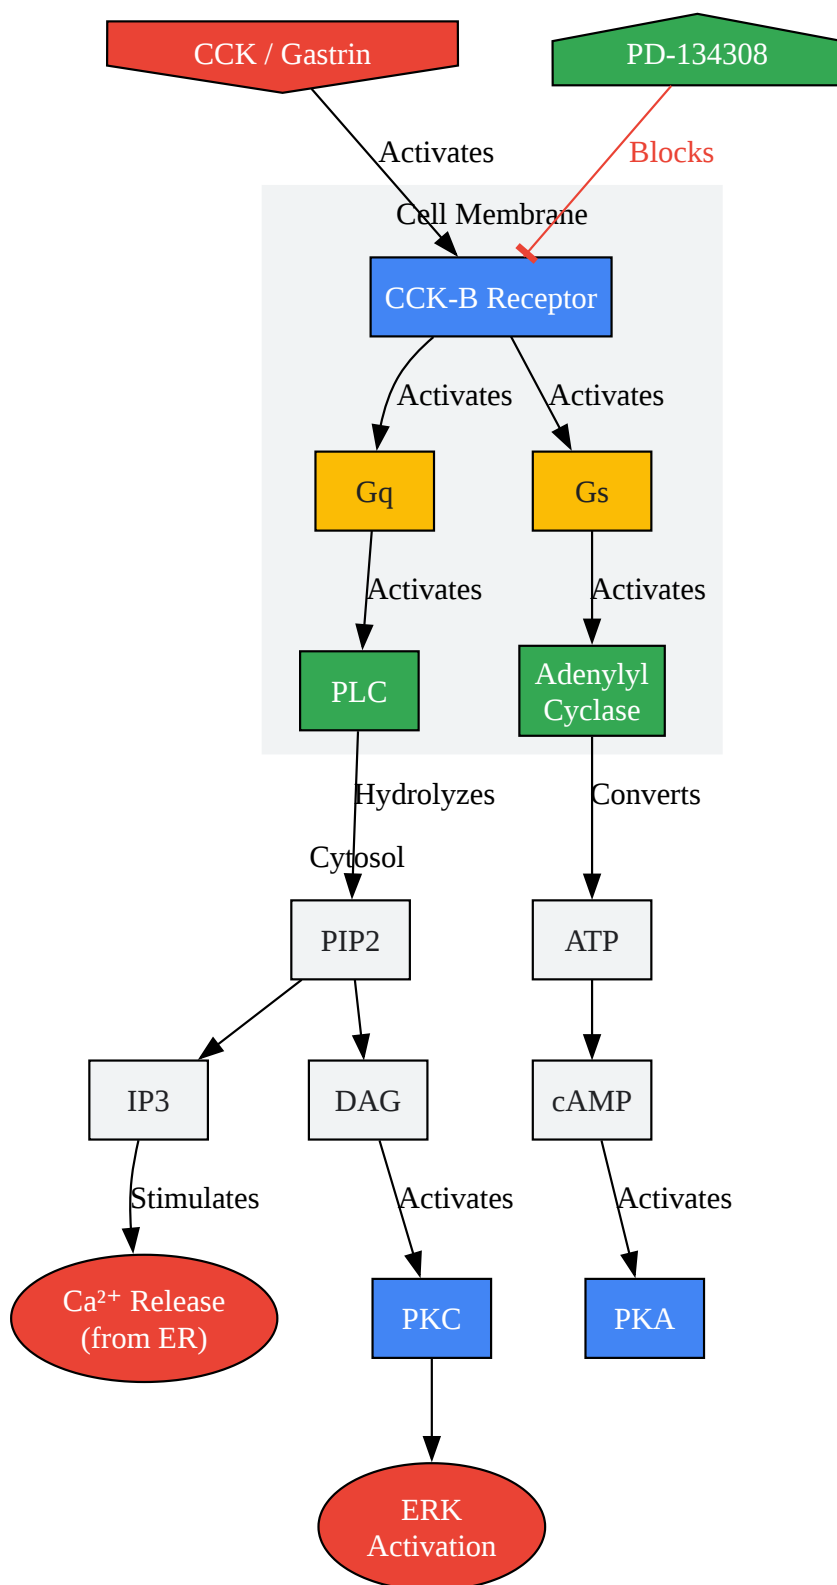 CCK / Gastrin
PD-134308
Activates
Blocks
Cell Membrane
CCK-B Receptor
Activates
Activates
Gq
Gs
Activates
Activates
PLC
Adenylyl
Cyclase
Hydrolyzes
Converts
Cytosol
PIP2
ATP
IP3
DAG
cAMP
Stimulates
Activates
Activates
Ca²⁺ Release
(from ER)
PKC
PKA
ERK
Activation